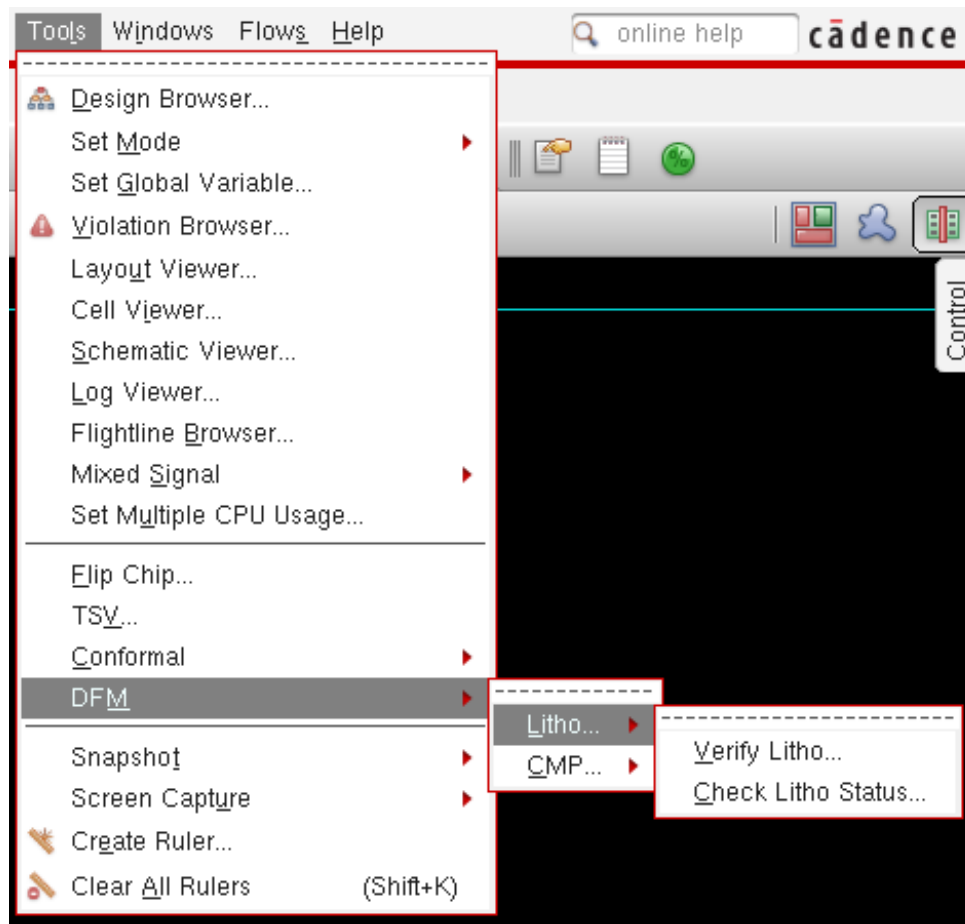 Tools Windows Flows Help online help cādence
Design Browser...
Set Mode
Set Global Variable...
Violation Browser...
Layout Viewer...
Cell Viewer...
Schematic Viewer...
Log Viewer...
Flightline Browser...
Mixed Signal
Set Multiple CPU Usage...
Flip Chip...
TSV...
Conformal
DFM
Snapshot
Screen Capture
Create Ruler...
Clear All Rulers (Shift+K)
Litho...
CMP...
Verify Litho...
Check Litho Status...
Control
%